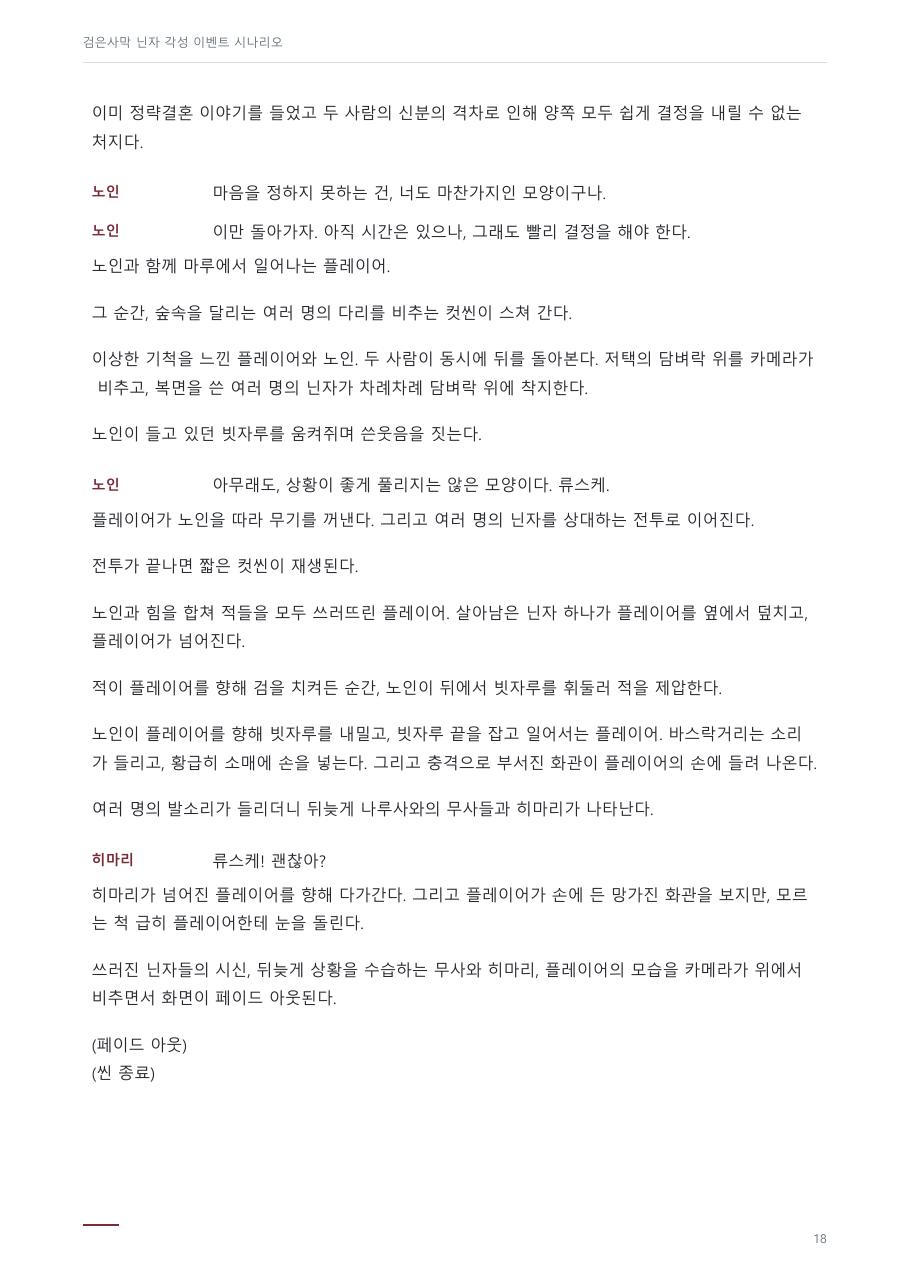 검은사막 닌자 각성 이벤트 시나리오
이미 정략결혼 이야기를 들었고 두 사람의 신분의 격차로 인해 양쪽 모두 쉽게 결정을 내릴 수 없는
처지다.
노인 마음을 정하지 못하는 건, 너도 마찬가지인 모양이구나.
노인 이만 돌아가자. 아직 시간은 있으나, 그래도 빨리 결정을 해야 한다.
노인과 함께 마루에서 일어나는 플레이어.
그 순간, 숲속을 달리는 여러 명의 다리를 비추는 컷씬이 스쳐 간다.
이상한 기척을 느낀 플레이어와 노인. 두 사람이 동시에 뒤를 돌아본다. 저택의 담벼락 위를 카메라가
비추고, 복면을 쓴 여러 명의 닌자가 차례차례 담벼락 위에 착지한다.
노인이 들고 있던 빗자루를 움켜쥐며 쓴웃음을 짓는다.
노인 아무래도, 상황이 좋게 풀리지는 않은 모양이다. 류스케.
플레이어가 노인을 따라 무기를 꺼낸다. 그리고 여러 명의 닌자를 상대하는 전투로 이어진다.
전투가 끝나면 짧은 컷씬이 재생된다.
노인과 힘을 합쳐 적들을 모두 쓰러뜨린 플레이어. 살아남은 닌자 하나가 플레이어를 옆에서 덮치고,
플레이어가 넘어진다.
적이 플레이어를 향해 검을 치켜든 순간, 노인이 뒤에서 빗자루를 휘둘러 적을 제압한다.
노인이 플레이어를 향해 빗자루를 내밀고, 빗자루 끝을 잡고 일어서는 플레이어. 바스락거리는 소리
가 들리고, 황급히 소매에 손을 넣는다. 그리고 충격으로 부서진 화관이 플레이어의 손에 들려 나온다.
여러 명의 발소리가 들리더니 뒤늦게 나루사와의 무사들과 히마리가 나타난다.
히마리 류스케! 괜찮아?
히마리가 넘어진 플레이어를 향해 다가간다. 그리고 플레이어가 손에 든 망가진 화관을 보지만, 모르
는 척 급히 플레이어한테 눈을 돌린다.
쓰러진 닌자들의 시신, 뒤늦게 상황을 수습하는 무사와 히마리, 플레이어의 모습을 카메라가 위에서
비추면서 화면이 페이드 아웃된다.
(페이드 아웃)
(씬 종료)
18